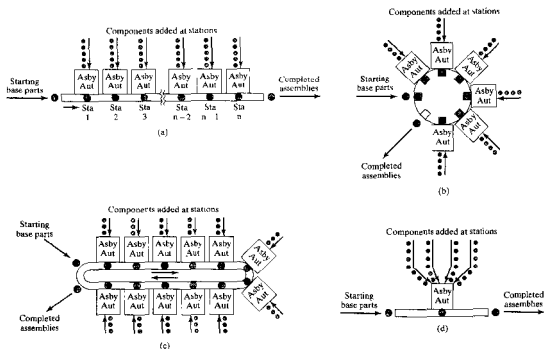 Components added at stations
Asby Asby Asby Asby Asby Asby
Aut Aut Aut Aut Aut Aut
Starting
base parts
Completed
assemblies
Sta Sta Sta Sta Sta Sta
1 2 3 n-2 n 1 n
(a)
Components added at stations
Asby
Aut
Asby
Aut
Asby
Aut
Starting
base parts
Asby
Aut
Asby
Aut
Asby
Aut
Completed
assemblies
(b)
Components added at stations
Starting
base parts
Asby Asby Asby Asby Asby
Aut Aut Aut Aut Aut
Asby
Aut
Asby
Aut
Asby Asby Asby Asby Asby
Aut Aut Aut Aut Aut
Completed
assemblies
(c)
Components added
at stations
Asby
Aut
Starting
base parts
Completed
assemblies
(d)